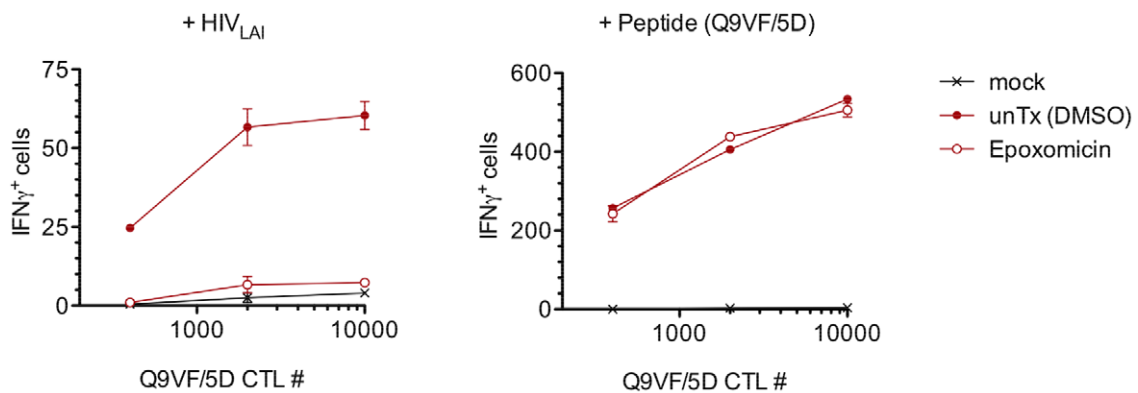 + HIVLAI
75
50
25
0
IFNγ+ cells
1000
10000
Q9VF/5D CTL #
+ Peptide (Q9VF/5D)
600
400
200
0
IFNγ+ cells
1000
10000
Q9VF/5D CTL #
mock
unTx (DMSO)
Epoxomicin